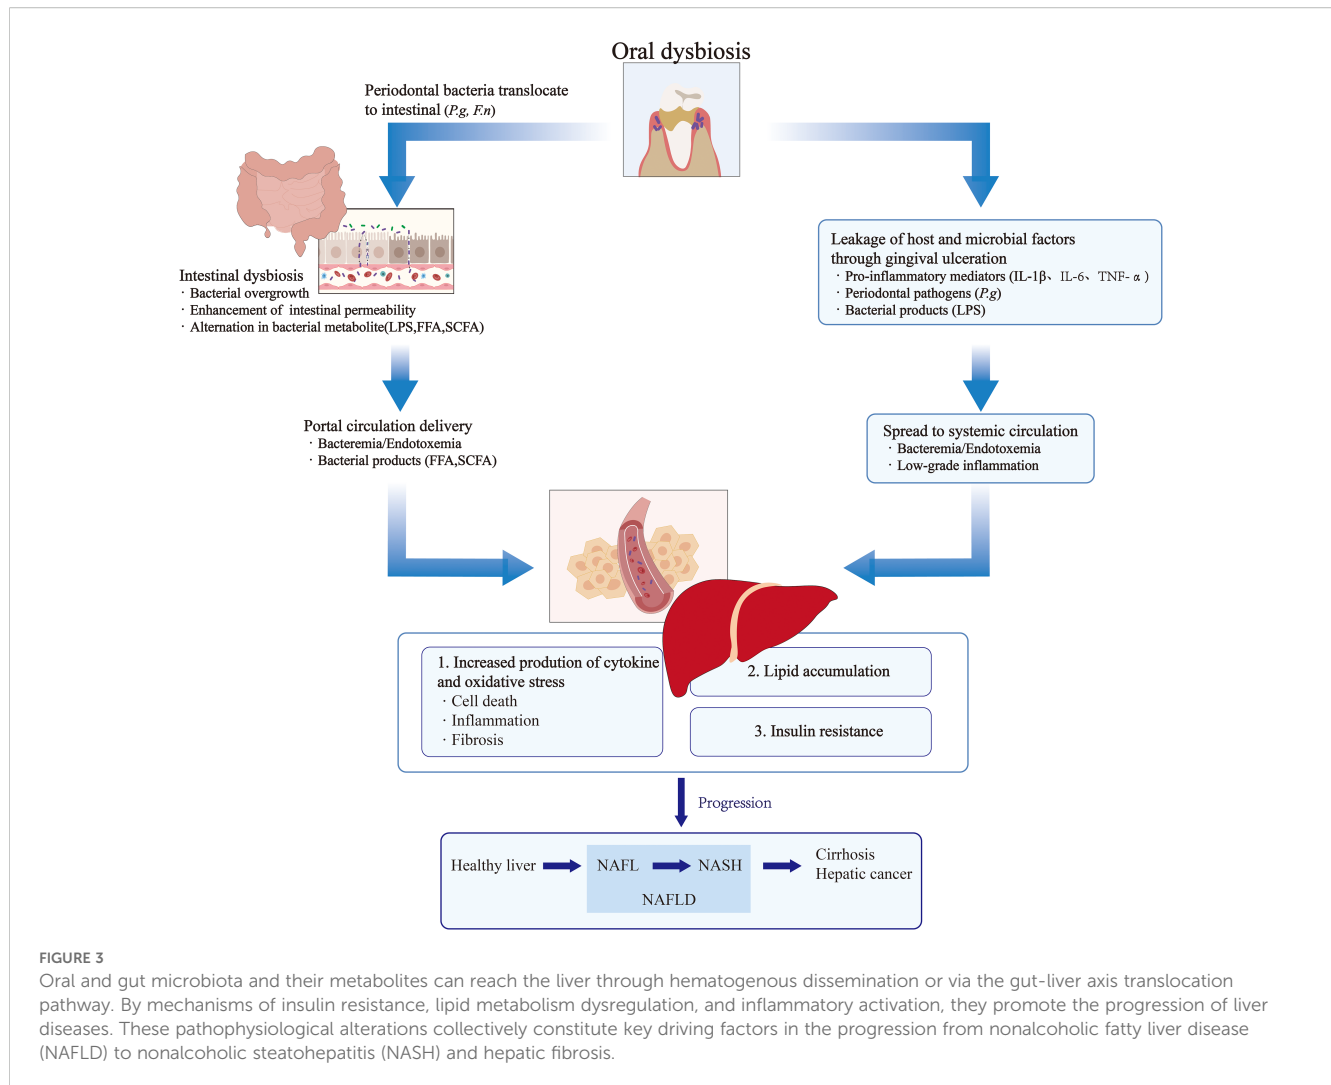 Oral dysbiosis
Periodontal bacteria translocate
to intestinal (P.g, F.n)
Intestinal dysbiosis
· Bacterial overgrowth
· Enhancement of intestinal permeability
· Alternation in bacterial metabolite(LPS,FFA,SCFA)
Leakage of host and microbial factors
through gingival ulceration
· Pro-inflammatory mediators (IL-1β、IL-6、TNF-α)
· Periodontal pathogens (P.g)
· Bacterial products (LPS)
Portal circulation delivery
· Bacteremia/Endotoxemia
· Bacterial products (FFA,SCFA)
Spread to systemic circulation
· Bacteremia/Endotoxemia
· Low-grade inflammation
1. Increased prodution of cytokine
and oxidative stress
· Cell death
· Inflammation
· Fibrosis
2. Lipid accumulation
3. Insulin resistance
Progression
Healthy liver
NAFL
NASH
NAFLD
Cirrhosis
Hepatic cancer
FIGURE 3
Oral and gut microbiota and their metabolites can reach the liver through hematogenous dissemination or via the gut-liver axis translocation
pathway. By mechanisms of insulin resistance, lipid metabolism dysregulation, and inflammatory activation, they promote the progression of liver
diseases. These pathophysiological alterations collectively constitute key driving factors in the progression from nonalcoholic fatty liver disease
(NAFLD) to nonalcoholic steatohepatitis (NASH) and hepatic fibrosis.